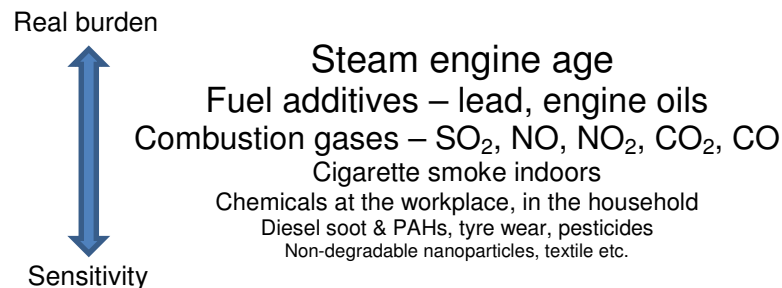 Real burden
Steam engine age
Fuel additives – lead, engine oils
Combustion gases – SO₂, NO, NO₂, CO₂, CO
Cigarette smoke indoors
Chemicals at the workplace, in the household
Diesel soot & PAHs, tyre wear, pesticides
Non-degradable nanoparticles, textile etc.
Sensitivity